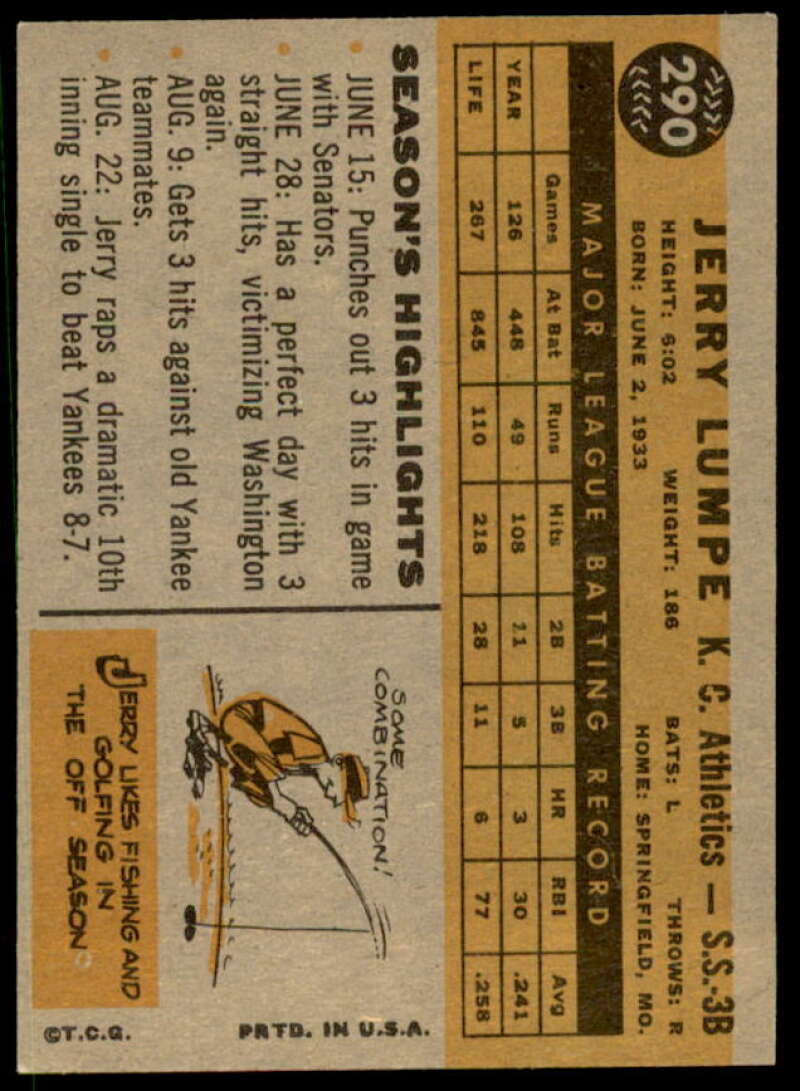 290
JERRY LUMPE K. C. Athletics — S.S.-3B
HEIGHT: 6:02 WEIGHT: 186 BATS: L THROWS: R
BORN: JUNE 2, 1933 HOME: SPRINGFIELD, MO.
MAJOR LEAGUE BATTING RECORD
Games At Bat Runs Hits 2B 3B HR RBI Avg
YEAR 126 448 49 108 11 5 3 30 .241
LIFE 267 845 110 218 28 11 6 77 .258
SEASON'S HIGHLIGHTS
• JUNE 15: Punches out 3 hits in game
with Senators.
• JUNE 28: Has a perfect day with 3
straight hits, victimizing Washington
again.
• AUG. 9: Gets 3 hits against old Yankee
teammates.
• AUG. 22: Jerry raps a dramatic 10th
inning single to beat Yankees 8-7.
SOME
COMBINATION!
JERRY LIKES FISHING AND
GOLFING IN
THE OFF SEASON
©T.C.G. PRTD. IN U.S.A.